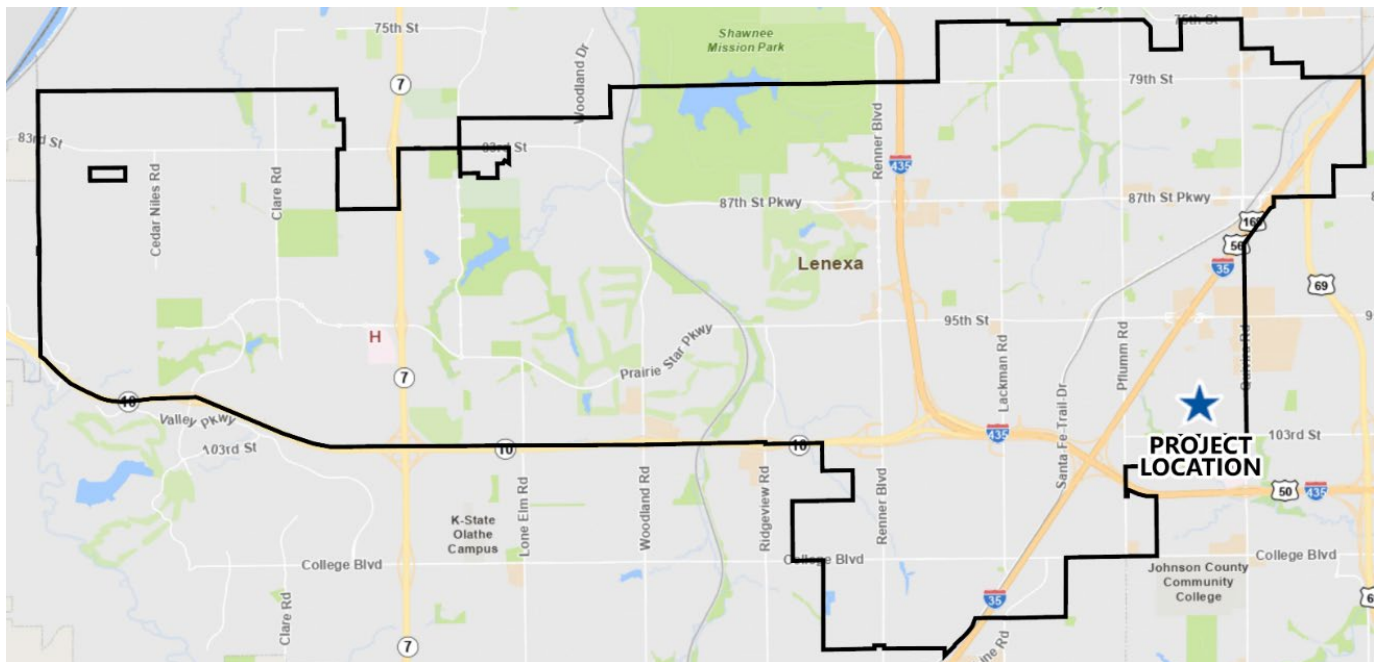 75th St
75th St
Shawnee
Mission Park
7
Woodland Dr
79th St
83rd St
83rd St
Renner Blvd
435
Cedar Niles Rd
Clare Rd
87th St Pkwy
87th St Pkwy
169
56
35
69
Lenexa
95th St
H
Prairie Star Pkwy
Lackman Rd
Pflumm Rd
Quivira Rd
7
Santa Fe Trail Dr
10
Valley Pkwy
103rd St
10
10
435
103rd St
PROJECT
LOCATION
50
435
Lone Elm Rd
Woodland Rd
Ridgeview Rd
Renner Blvd
K-State
Olathe
Campus
College Blvd
College Blvd
College Blvd
Johnson County
Community
College
Clare Rd
35
7